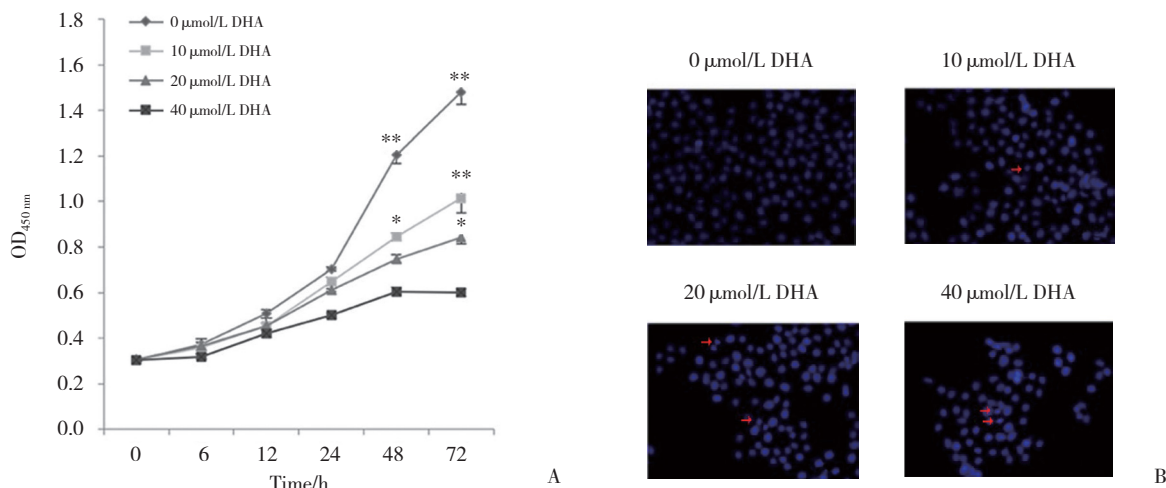 1.8
1.6
1.4
1.2
1.0
0.8
0.6
0.4
0.2
0.0
OD450 nm
0 μmol/L DHA
10 μmol/L DHA
20 μmol/L DHA
40 μmol/L DHA
**
**
**
*
*
0 6 12 24 48 72
Time/h
A
0 μmol/L DHA 10 μmol/L DHA
20 μmol/L DHA 40 μmol/L DHA
B